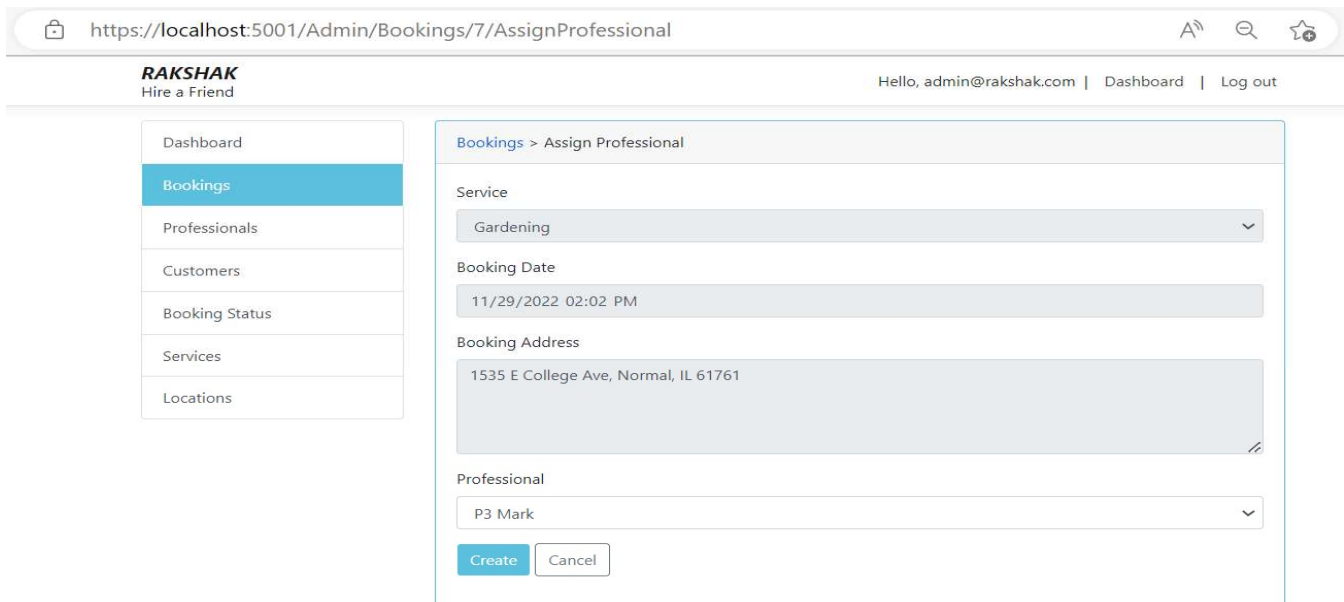 https://localhost:5001/Admin/Bookings/7/AssignProfessional
RAKSHAK
Hire a Friend
Hello, admin@rakshak.com | Dashboard | Log out
Dashboard
Bookings
Professionals
Customers
Booking Status
Services
Locations
Bookings > Assign Professional
Service
Gardening
Booking Date
11/29/2022 02:02 PM
Booking Address
1535 E College Ave, Normal, IL 61761
Professional
P3 Mark
Create Cancel